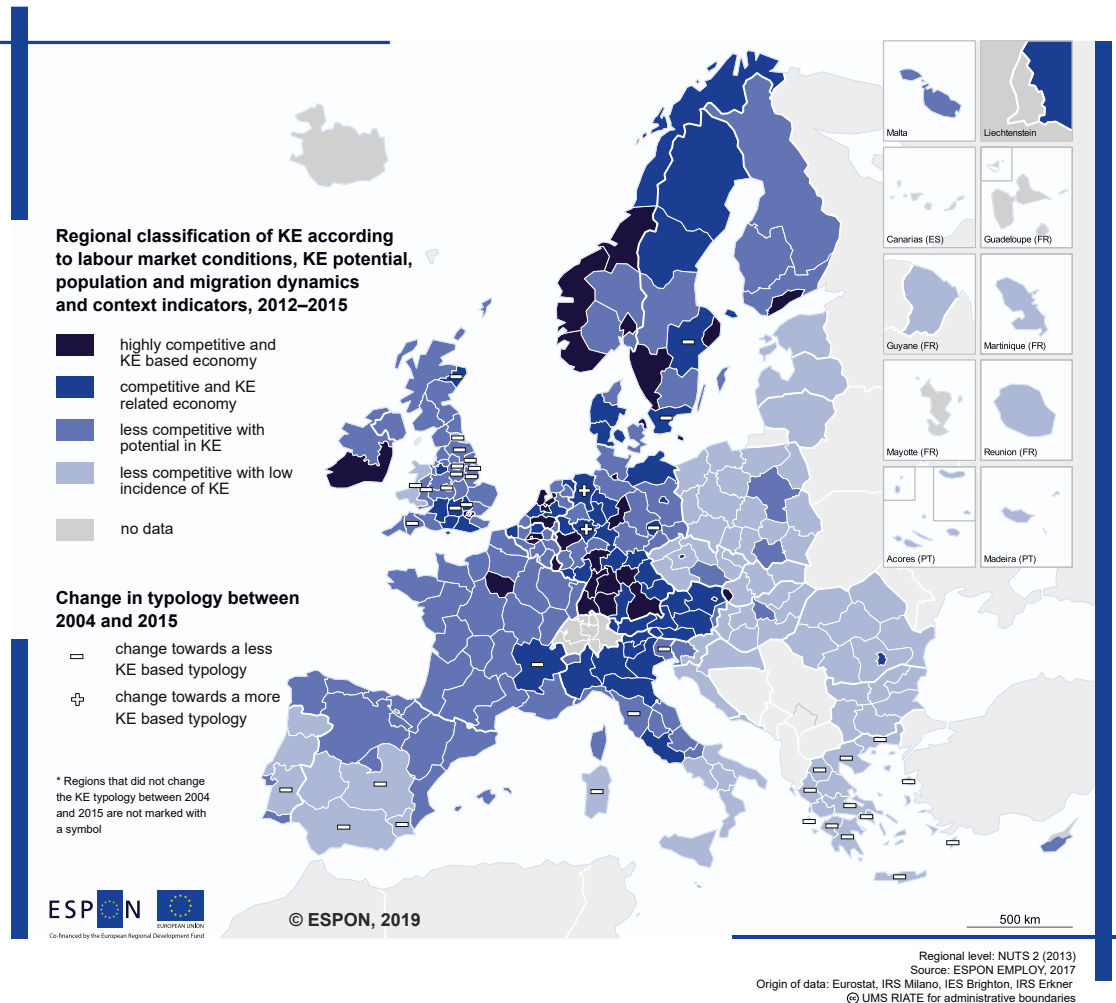 Regional classification of KE according
to labour market conditions, KE potential,
population and migration dynamics
and context indicators, 2012–2015
highly competitive and
KE based economy
competitive and KE
related economy
less competitive with
potential in KE
less competitive with low
incidence of KE
no data
Change in typology between
2004 and 2015
change towards a less
KE based typology
change towards a more
KE based typology
* Regions that did not change
the KE typology between 2004
and 2015 are not marked with
a symbol
Malta
Liechtenstein
Canarias (ES)
Guadeloupe (FR)
Guyane (FR)
Martinique (FR)
Mayotte (FR)
Reunion (FR)
Acores (PT)
Madeira (PT)
ESPON
EUROPEAN UNION
Co-financed by the European Regional Development Fund
© ESPON, 2019
500 km
Regional level: NUTS 2 (2013)
Source: ESPON EMPLOY, 2017
Origin of data: Eurostat, IRS Milano, IES Brighton, IRS Erkner
🅭 UMS RIATE for administrative boundaries